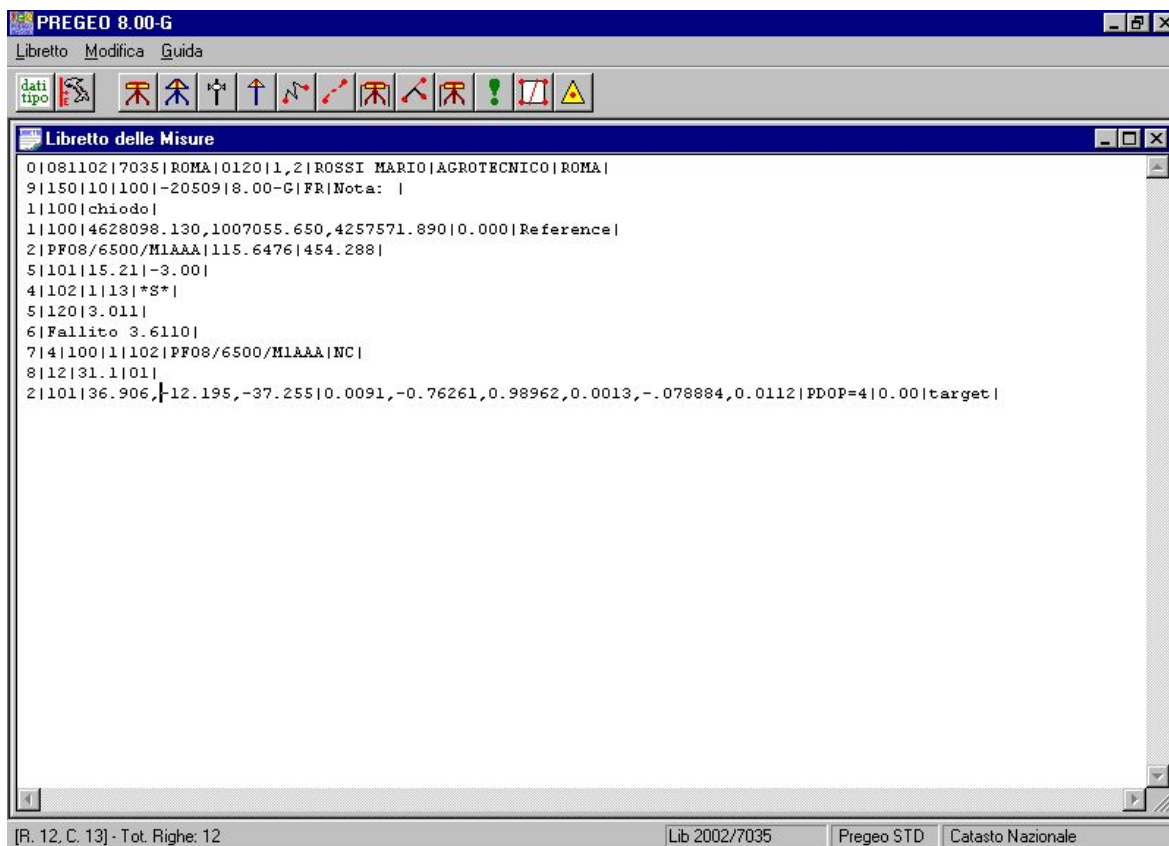 PREGEO 8.00-G
Libretto Modifica Guida
dati
tipo
Libretto delle Misure
0|081102|7035|ROMA|0120|1,2|ROSSI MARIO|AGROTECNICO|ROMA|
9|150|10|100|-20509|8.00-G|FR|Nota: |
1|100|chiodo|
1|100|4628098.130,1007055.650,4257571.890|0.000|Reference|
2|PF08/6500/M1AAA|115.6476|454.288|
5|101|15.21|-3.00|
4|102|1|13|*S*|
5|120|3.011|
6|Fallito 3.6110|
7|4|100|1|102|PF08/6500/M1AAA|NC|
8|12|31.1|01|
2|101|36.906,-12.195,-37.255|0.0091,-0.76261,0.98962,0.0013,-.078884,0.0112|PDOP=4|0.00|target|
[R. 12, C. 13] - Tot. Righe: 12
Lib 2002/7035
Pregeo STD
Catasto Nazionale